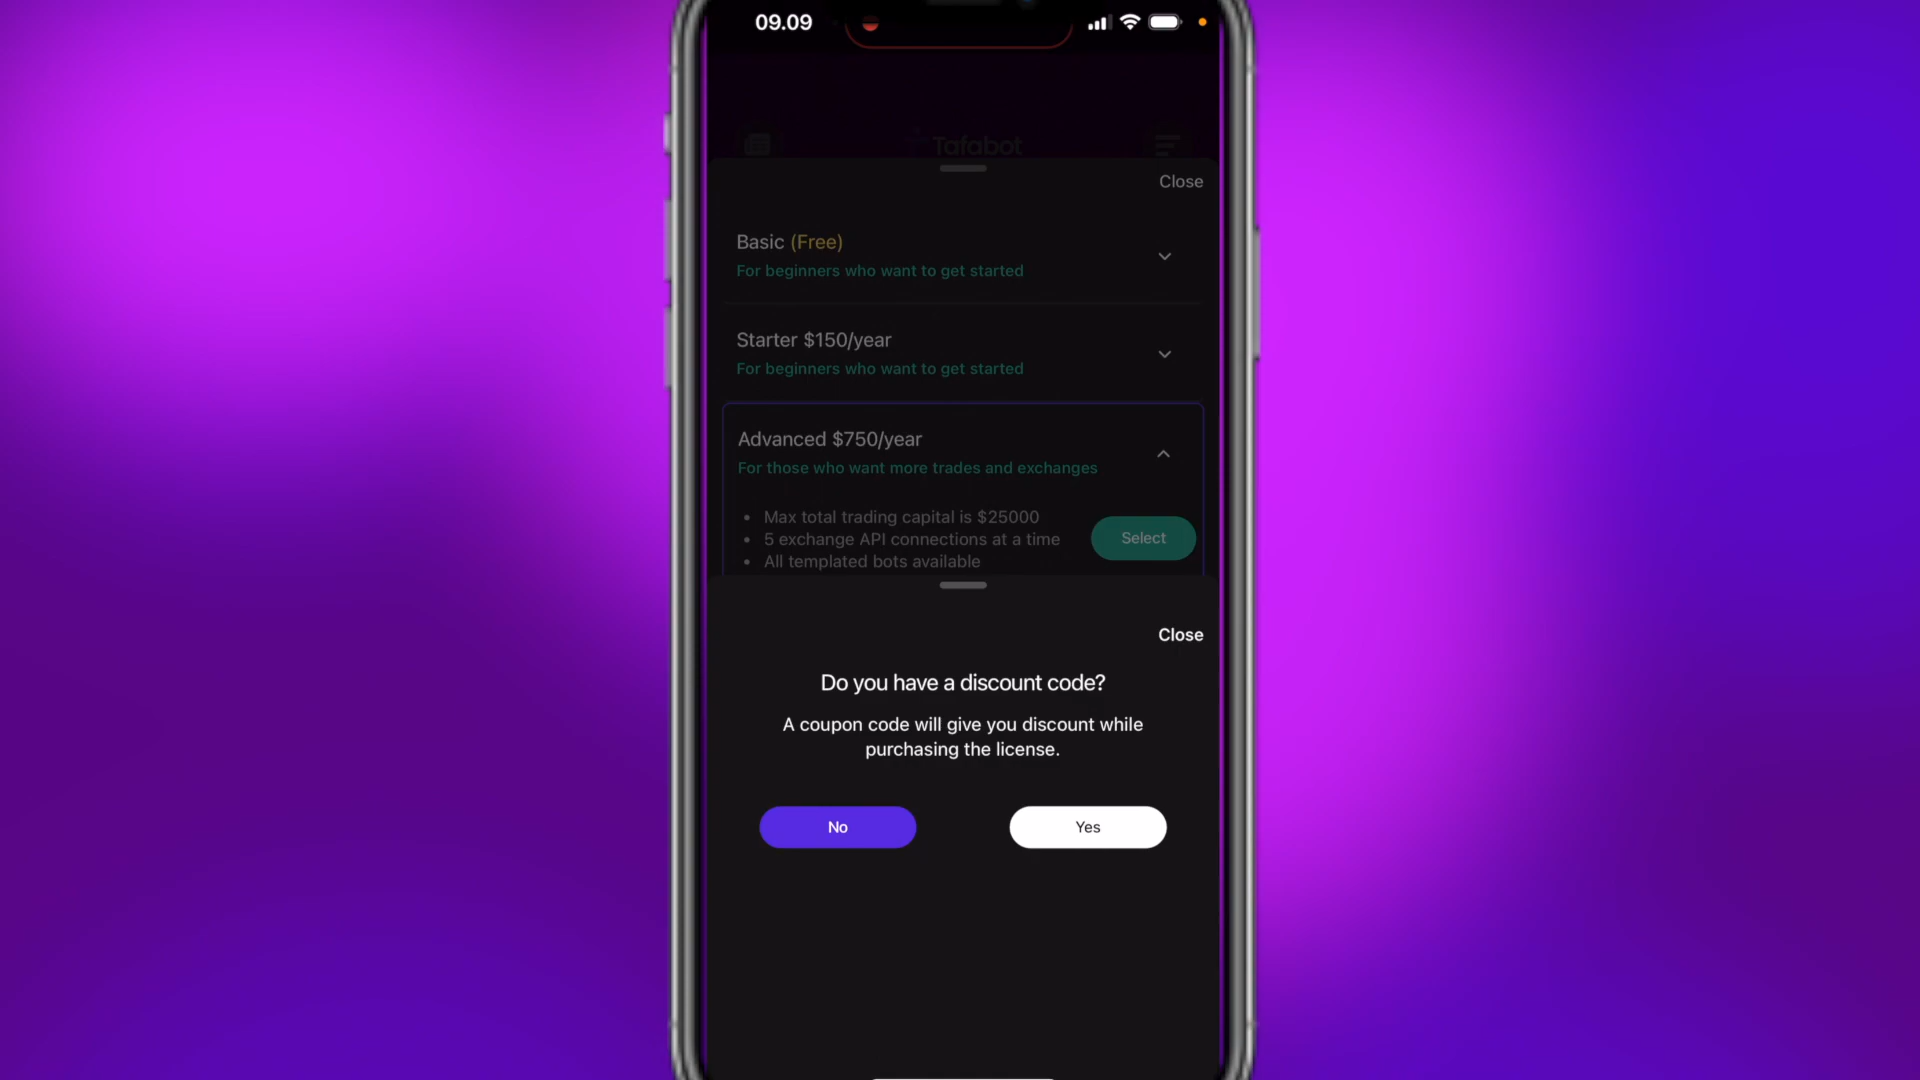 09.09
Tafabot
Close
Basic (Free)
For beginners who want to get started
Starter $150/year
For beginners who want to get started
Advanced $750/year
For those who want more trades and exchanges
• Max total trading capital is $25000
• 5 exchange API connections at a time
• All templated bots available
Select
Close
Do you have a discount code?
A coupon code will give you discount while
purchasing the license.
No
Yes